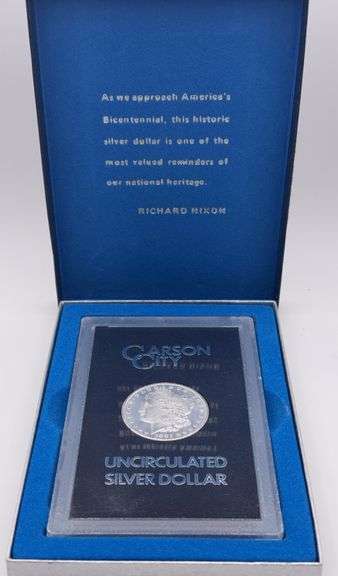 As we approach America's
Bicentennial, this historic
silver dollar is one of the
most valued reminders of
our national heritage.
RICHARD NIXON
CARSON
CITY
UNCIRCULATED
SILVER DOLLAR